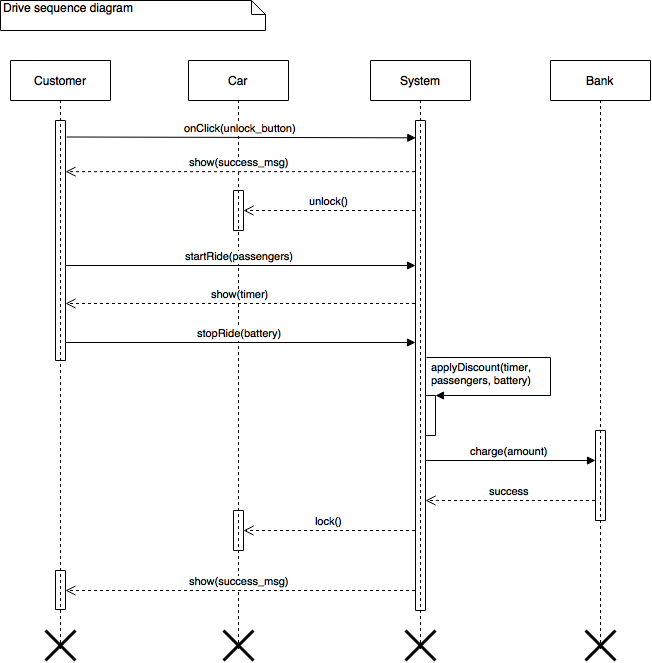 Drive sequence diagram
Customer
Car
System
Bank
onClick(unlock_button)
show(success_msg)
unlock()
startRide(passengers)
show(timer)
stopRide(battery)
applyDiscount(timer,
passengers, battery)
charge(amount)
success
lock()
show(success_msg)